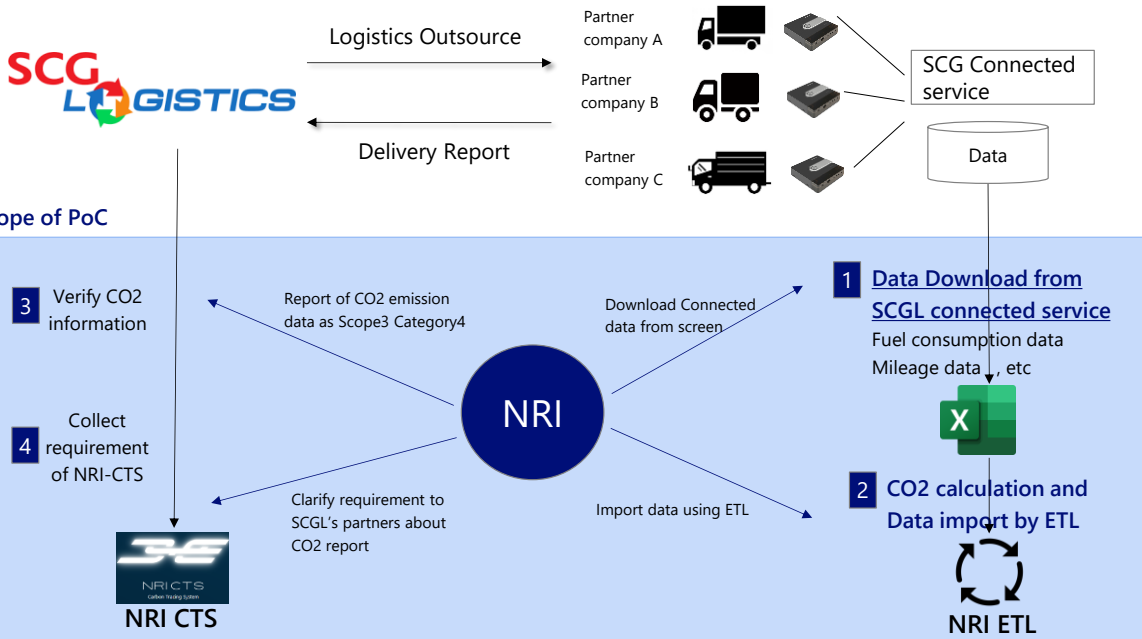 SCG
LOGISTICS
Logistics Outsource
Delivery Report
Partner
company A
Partner
company B
Partner
company C
SCG Connected
service
Data
ope of PoC
3
Verify CO2
information
Report of CO2 emission
data as Scope3 Category4
Download Connected
data from screen
1
Data Download from
SCGL connected service
Fuel consumption data
Mileage data , etc
X
NRI
4
Collect
requirement
of NRI-CTS
Clarify requirement to
SCGL's partners about
CO2 report
Import data using ETL
2
CO2 calculation and
Data import by ETL
NRI CTS
Carbon Tracing System
NRI CTS
NRI ETL